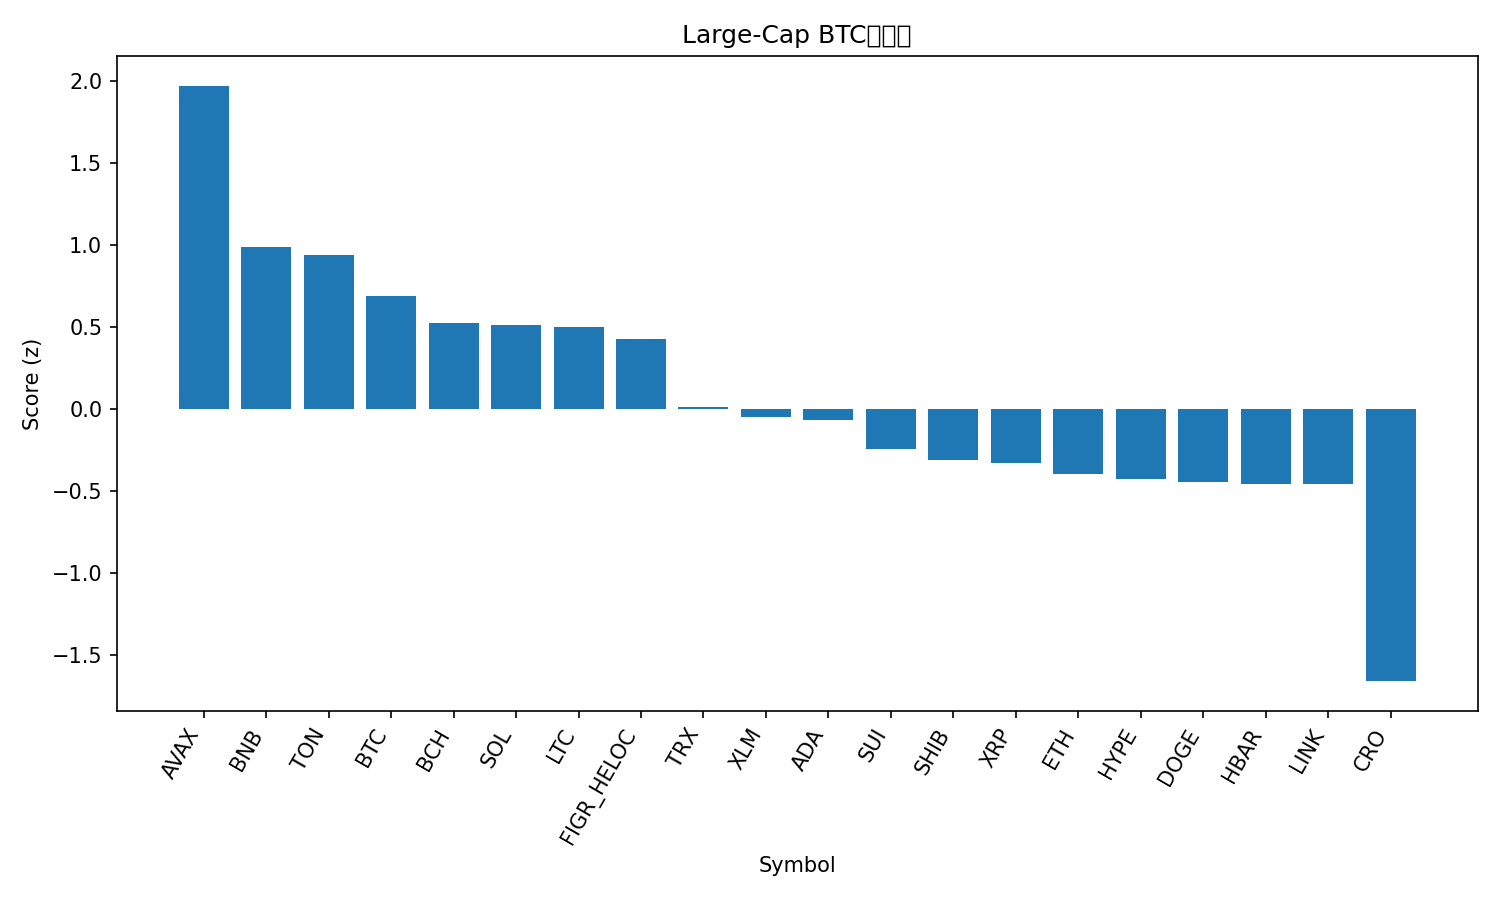 Large-Cap BTC
Score (z)
2.0
1.5
1.0
0.5
0.0
−0.5
−1.0
−1.5
AVAX
BNB
TON
BTC
BCH
SOL
LTC
FIGR_HELOC
TRX
XLM
ADA
SUI
SHIB
XRP
ETH
HYPE
DOGE
HBAR
LINK
CRO
Symbol